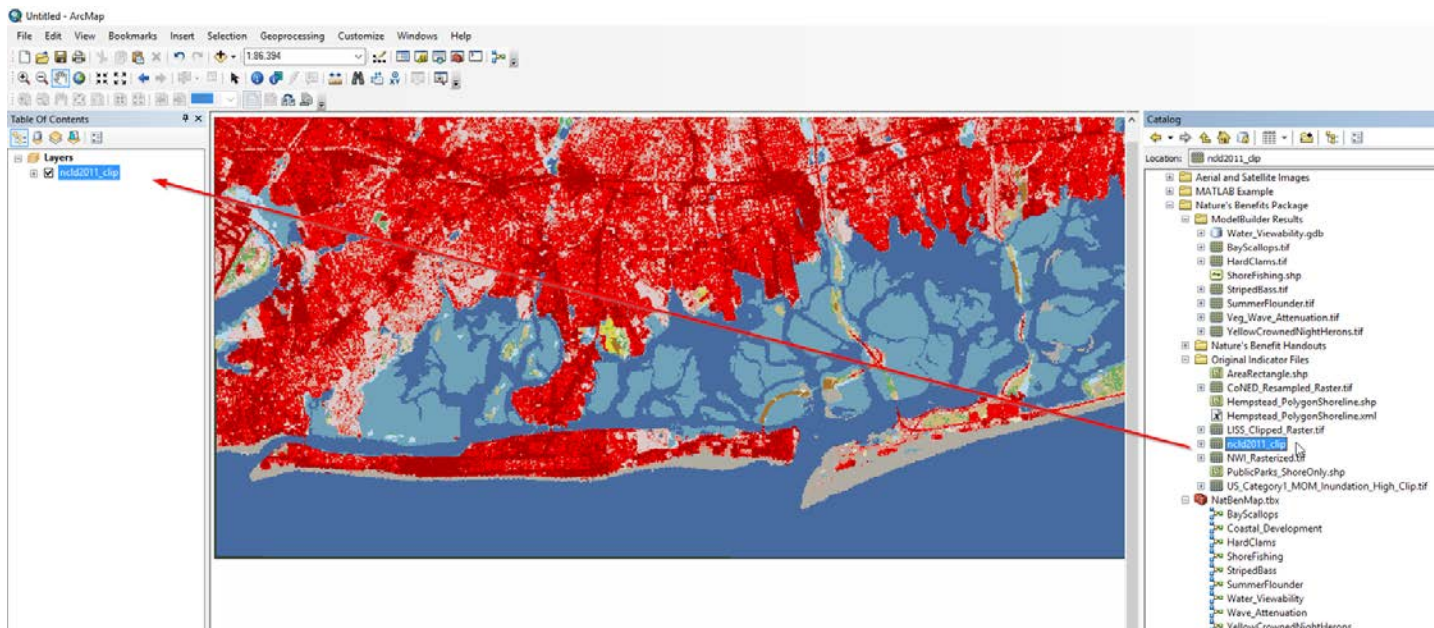 Untitled - ArcMap
File Edit View Bookmarks Insert Selection Geoprocessing Customize Windows Help
1:86,394
Table Of Contents
Layers
ncld2011_clip
Catalog
Location: ncld2011_clip
Aerial and Satellite Images
MATLAB Example
Nature's Benefits Package
ModelBuilder Results
Water_Viewability.gdb
BayScallops.tif
HardClams.tif
ShoreFishing.shp
StripedBass.tif
SummerFlounder.tif
Veg_Wave_Attenuation.tif
YellowCrownedNightHerons.tif
Nature's Benefit Handouts
Original Indicator Files
AreaRectangle.shp
CoNED_Resampled_Raster.tif
Hempstead_PolygonShoreline.shp
Hempstead_PolygonShoreline.xml
LISS_Clipped_Raster.tif
ncld2011_clip
NWI_Rasterized.tif
PublicParks_ShoreOnly.shp
US_Category1_MOM_Inundation_High_Clip.tif
NatBenMap.tbx
BayScallops
Coastal_Development
HardClams
ShoreFishing
StripedBass
SummerFlounder
Water_Viewability
Wave_Attenuation
YellowCrownedNightHerons